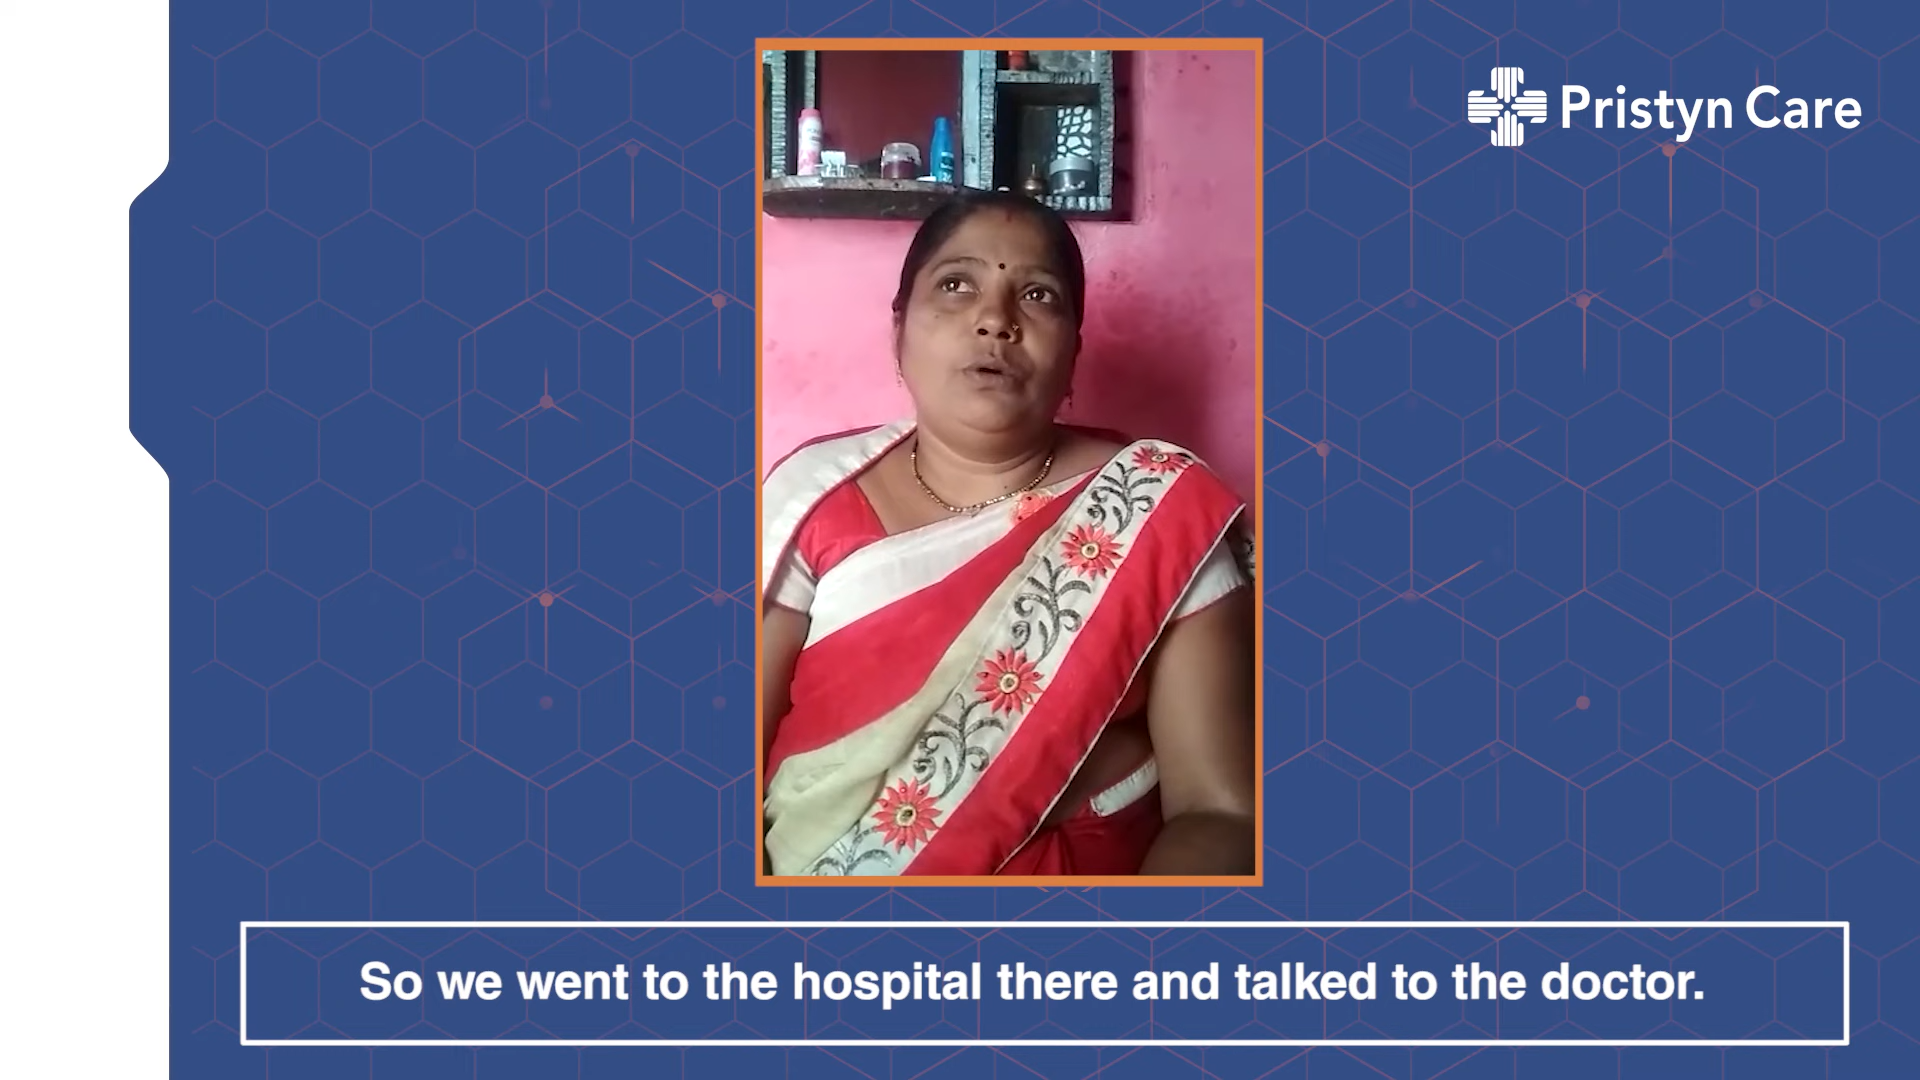 Pristyn Care
So we went to the hospital there and talked to the doctor.